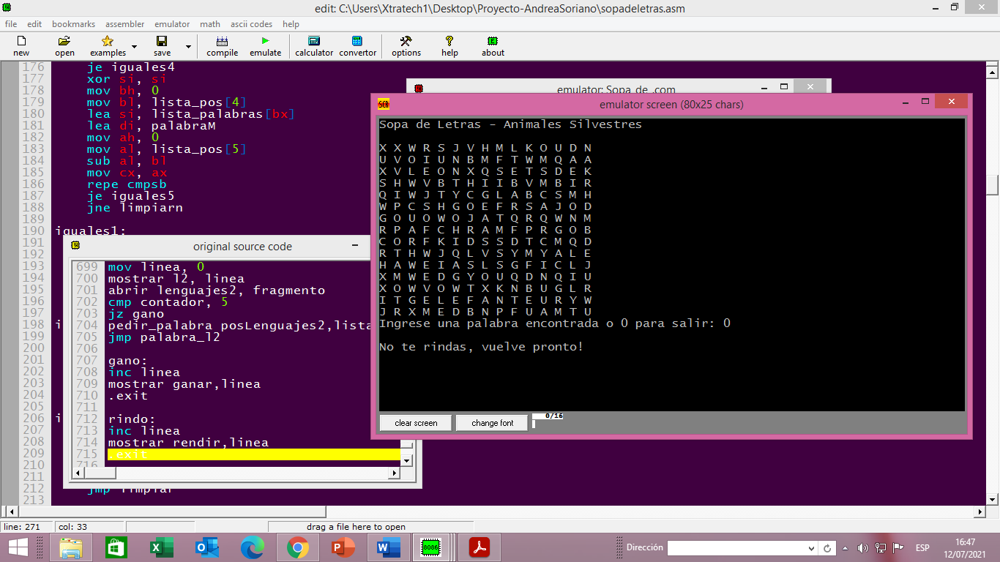 edit: C:\Users\Xtratech1\Desktop\Proyecto-AndreaSoriano\sopadeletras.asm
file edit bookmarks assembler emulator math ascii codes help
new open examples save compile emulate calculator convertor options help about
176 je iguales4
177 xor si, si
178 mov bh, 0
179 mov bl, lista_pos[4]
180 lea si, lista_palabras[bx]
181 lea di, palabraM
182 mov ah, 0
183 mov al, lista_pos[5]
184 sub al, bl
185 mov cx, ax
186 repe cmpsb
187 je iguales5
188 jne limpiarn
189
190 iguales1:
191
192
193
194
195
196
197
198 i
199
200
201
202
203
204
205
206 i
207
208
209
210
211
212 jmp limpiar
213
original source code
699 mov linea, 0
700 mostrar l2, linea
701 abrir lenguajes2, fragmento
702 cmp contador, 5
703 jz gano
704 pedir_palabra_posLenguajes2,lista
705 jmp palabra_l2
706
707 gano:
708 inc linea
709 mostrar ganar,linea
710 .exit
711
712 rindo:
713 inc linea
714 mostrar rendir,linea
715 .exit
716
emulator: Sopa de .com
SCR emulator screen (80x25 chars)
Sopa de Letras - Animales Silvestres
X X W R S J V H M L K O U D N
U V O I U N B M F T W M Q A A
X V L E O N X Q S E T S D E K
S H W V B T H I I B V M B I R
Q I W J T Y C G L A B C S M H
W P C S H G O E F R S A J O D
G O U O W O J A T Q R Q W N M
R P A F C H R A M F P R G O B
C O R F K I D S S D T C M Q D
R T H W J Q L V S Y M Y A L E
H A W E I A S L S G F I C L J
X M W E D G Y O U Q D N Q I U
X O W V O W T X K N B U G L R
I T G E L E F A N T E U R Y W
J R X M E D B N P F U A M T U
Ingrese una palabra encontrada o 0 para salir: 0
No te rindas, vuelve pronto!
clear screen change font 0/16
line: 271 col: 33 drag a file here to open
8086
Dirección ESP 16:47
12/07/2021